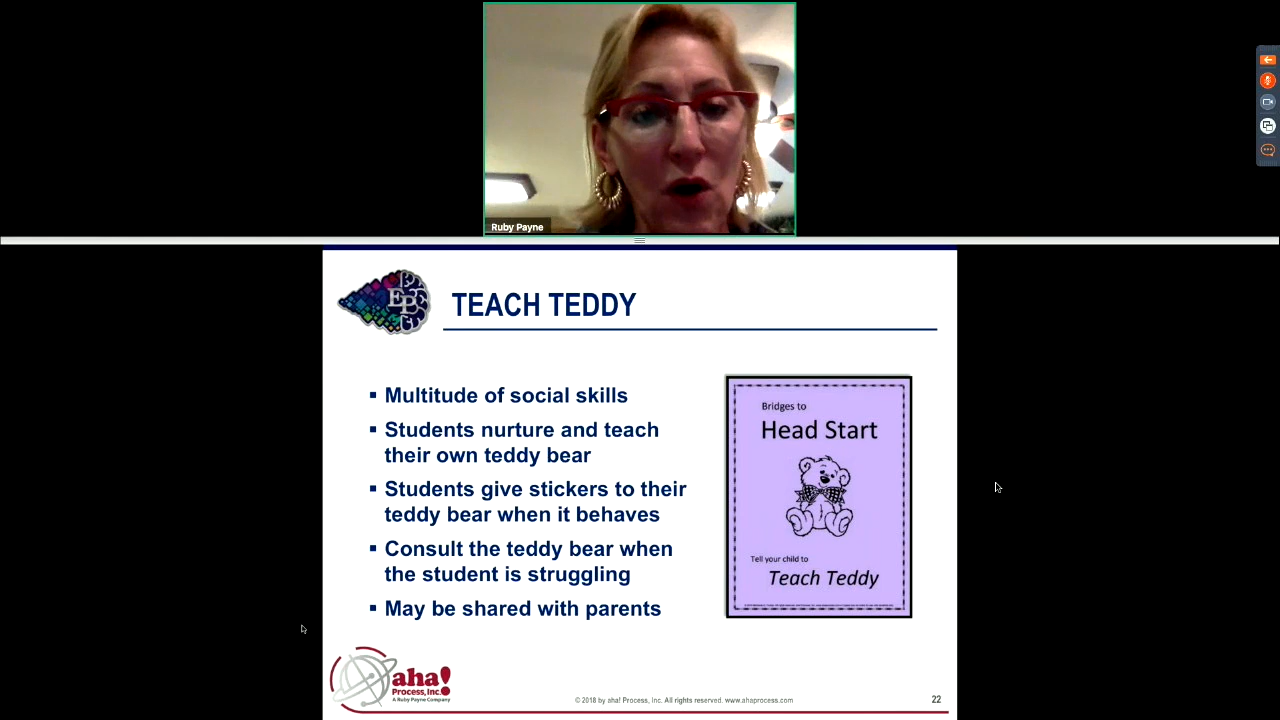 Ruby Payne
EP
TEACH TEDDY
▪ Multitude of social skills
▪ Students nurture and teach
their own teddy bear
▪ Students give stickers to their
teddy bear when it behaves
▪ Consult the teddy bear when
the student is struggling
▪ May be shared with parents
Bridges to
Head Start
Tell your child to
Teach Teddy
aha!
Process, Inc.
A Ruby Payne Company
© 2018 by aha! Process, Inc. All rights reserved. www.ahaprocess.com
22